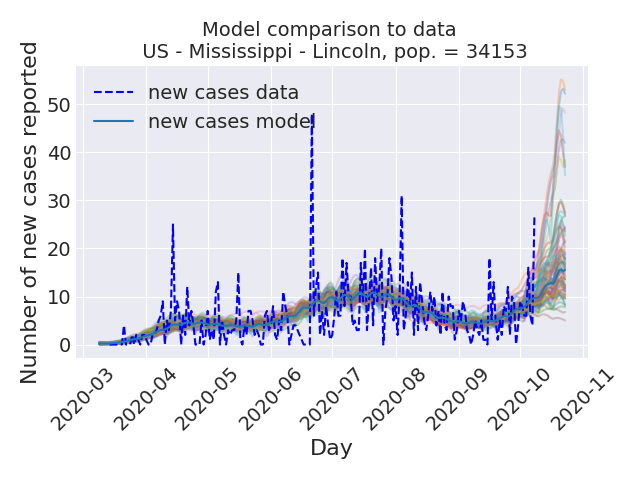 Model comparison to data
US - Mississippi - Lincoln, pop. = 34153
Number of new cases reported
50
40
30
20
10
0
new cases data
new cases model
2020-03
2020-04
2020-05
2020-06
2020-07
2020-08
2020-09
2020-10
2020-11
Day